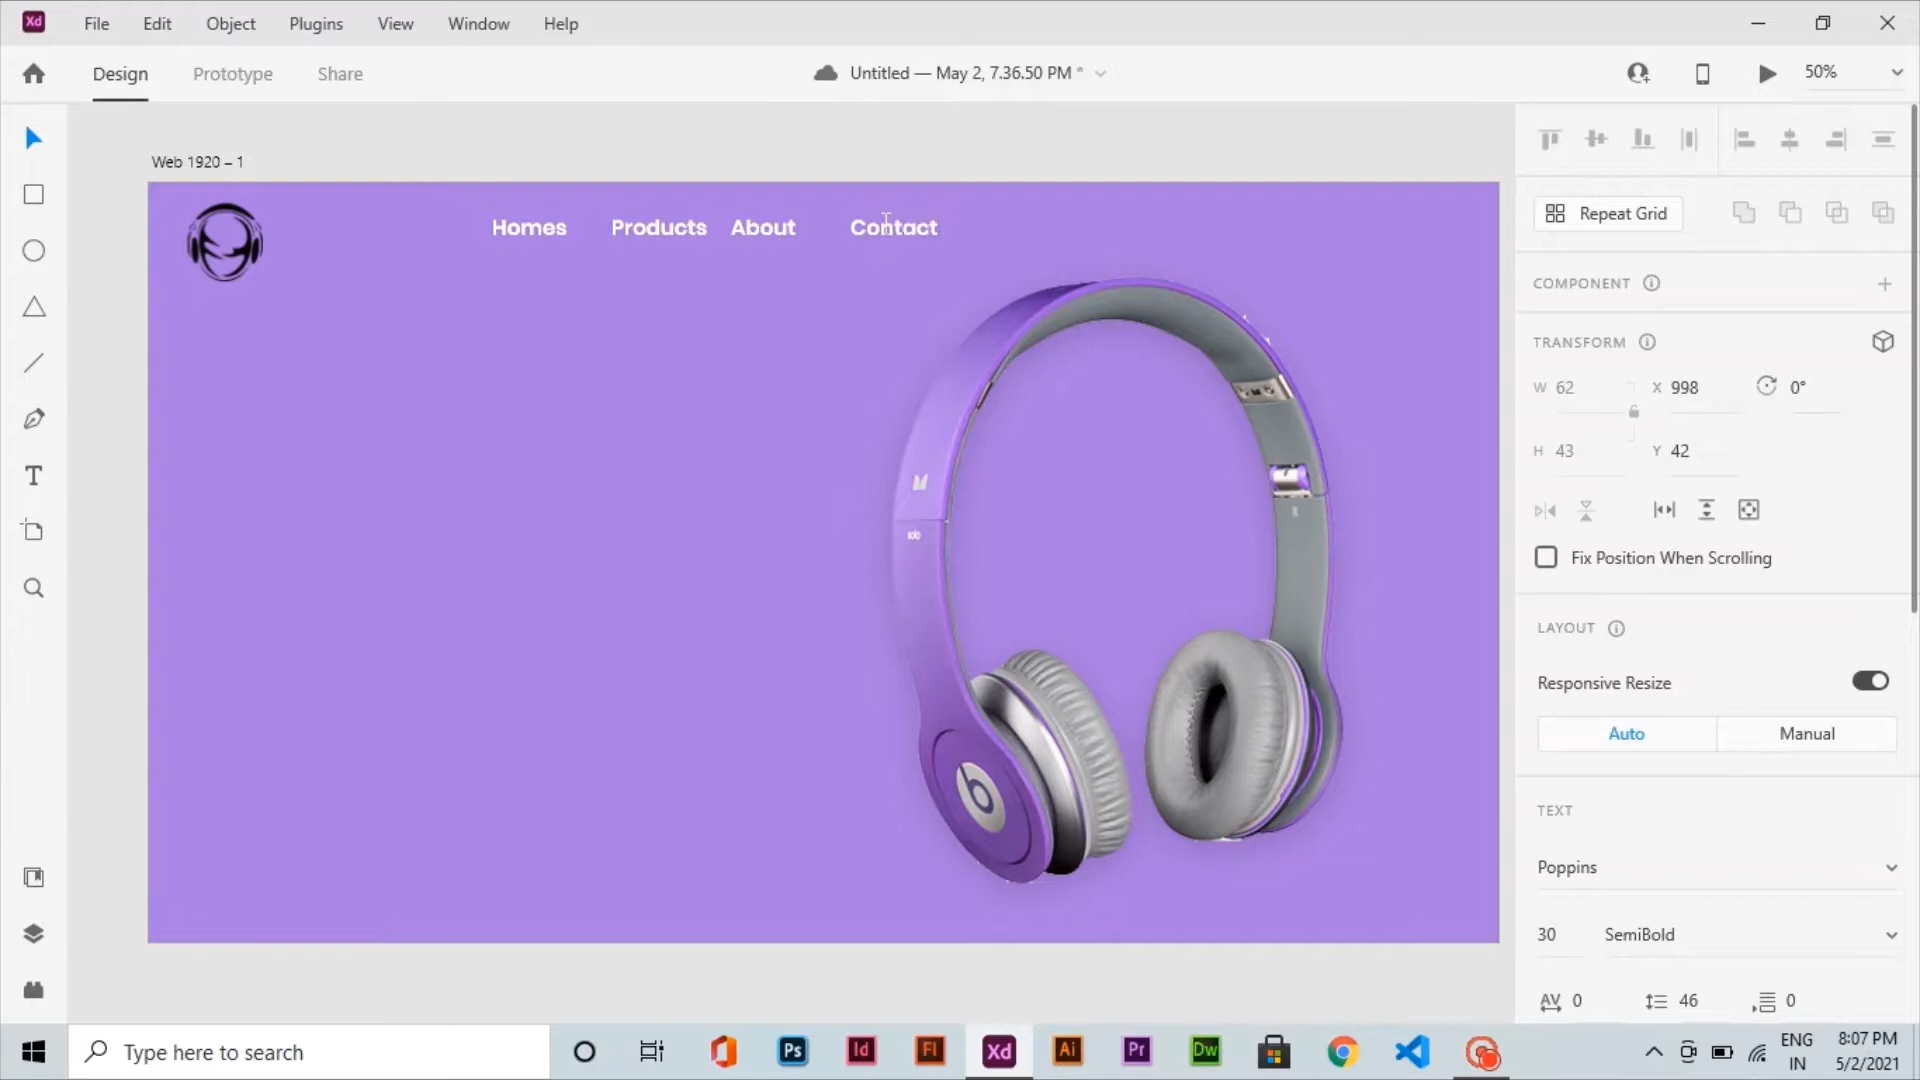 Xd File Edit Object Plugins View Window Help
Design Prototype Share Untitled — May 2, 7.36.50 PM * 50%
Web 1920 – 1
Homes Products About Contact
solo
b
Repeat Grid
COMPONENT
TRANSFORM
W 62 X 998 0°
H 43 Y 42
Fix Position When Scrolling
LAYOUT
Responsive Resize
Auto Manual
TEXT
Poppins
30 SemiBold
AV 0 46 0
Type here to search Ps Id Fl Xd Ai Pr Dw ENG 8:07 PM
IN 5/2/2021